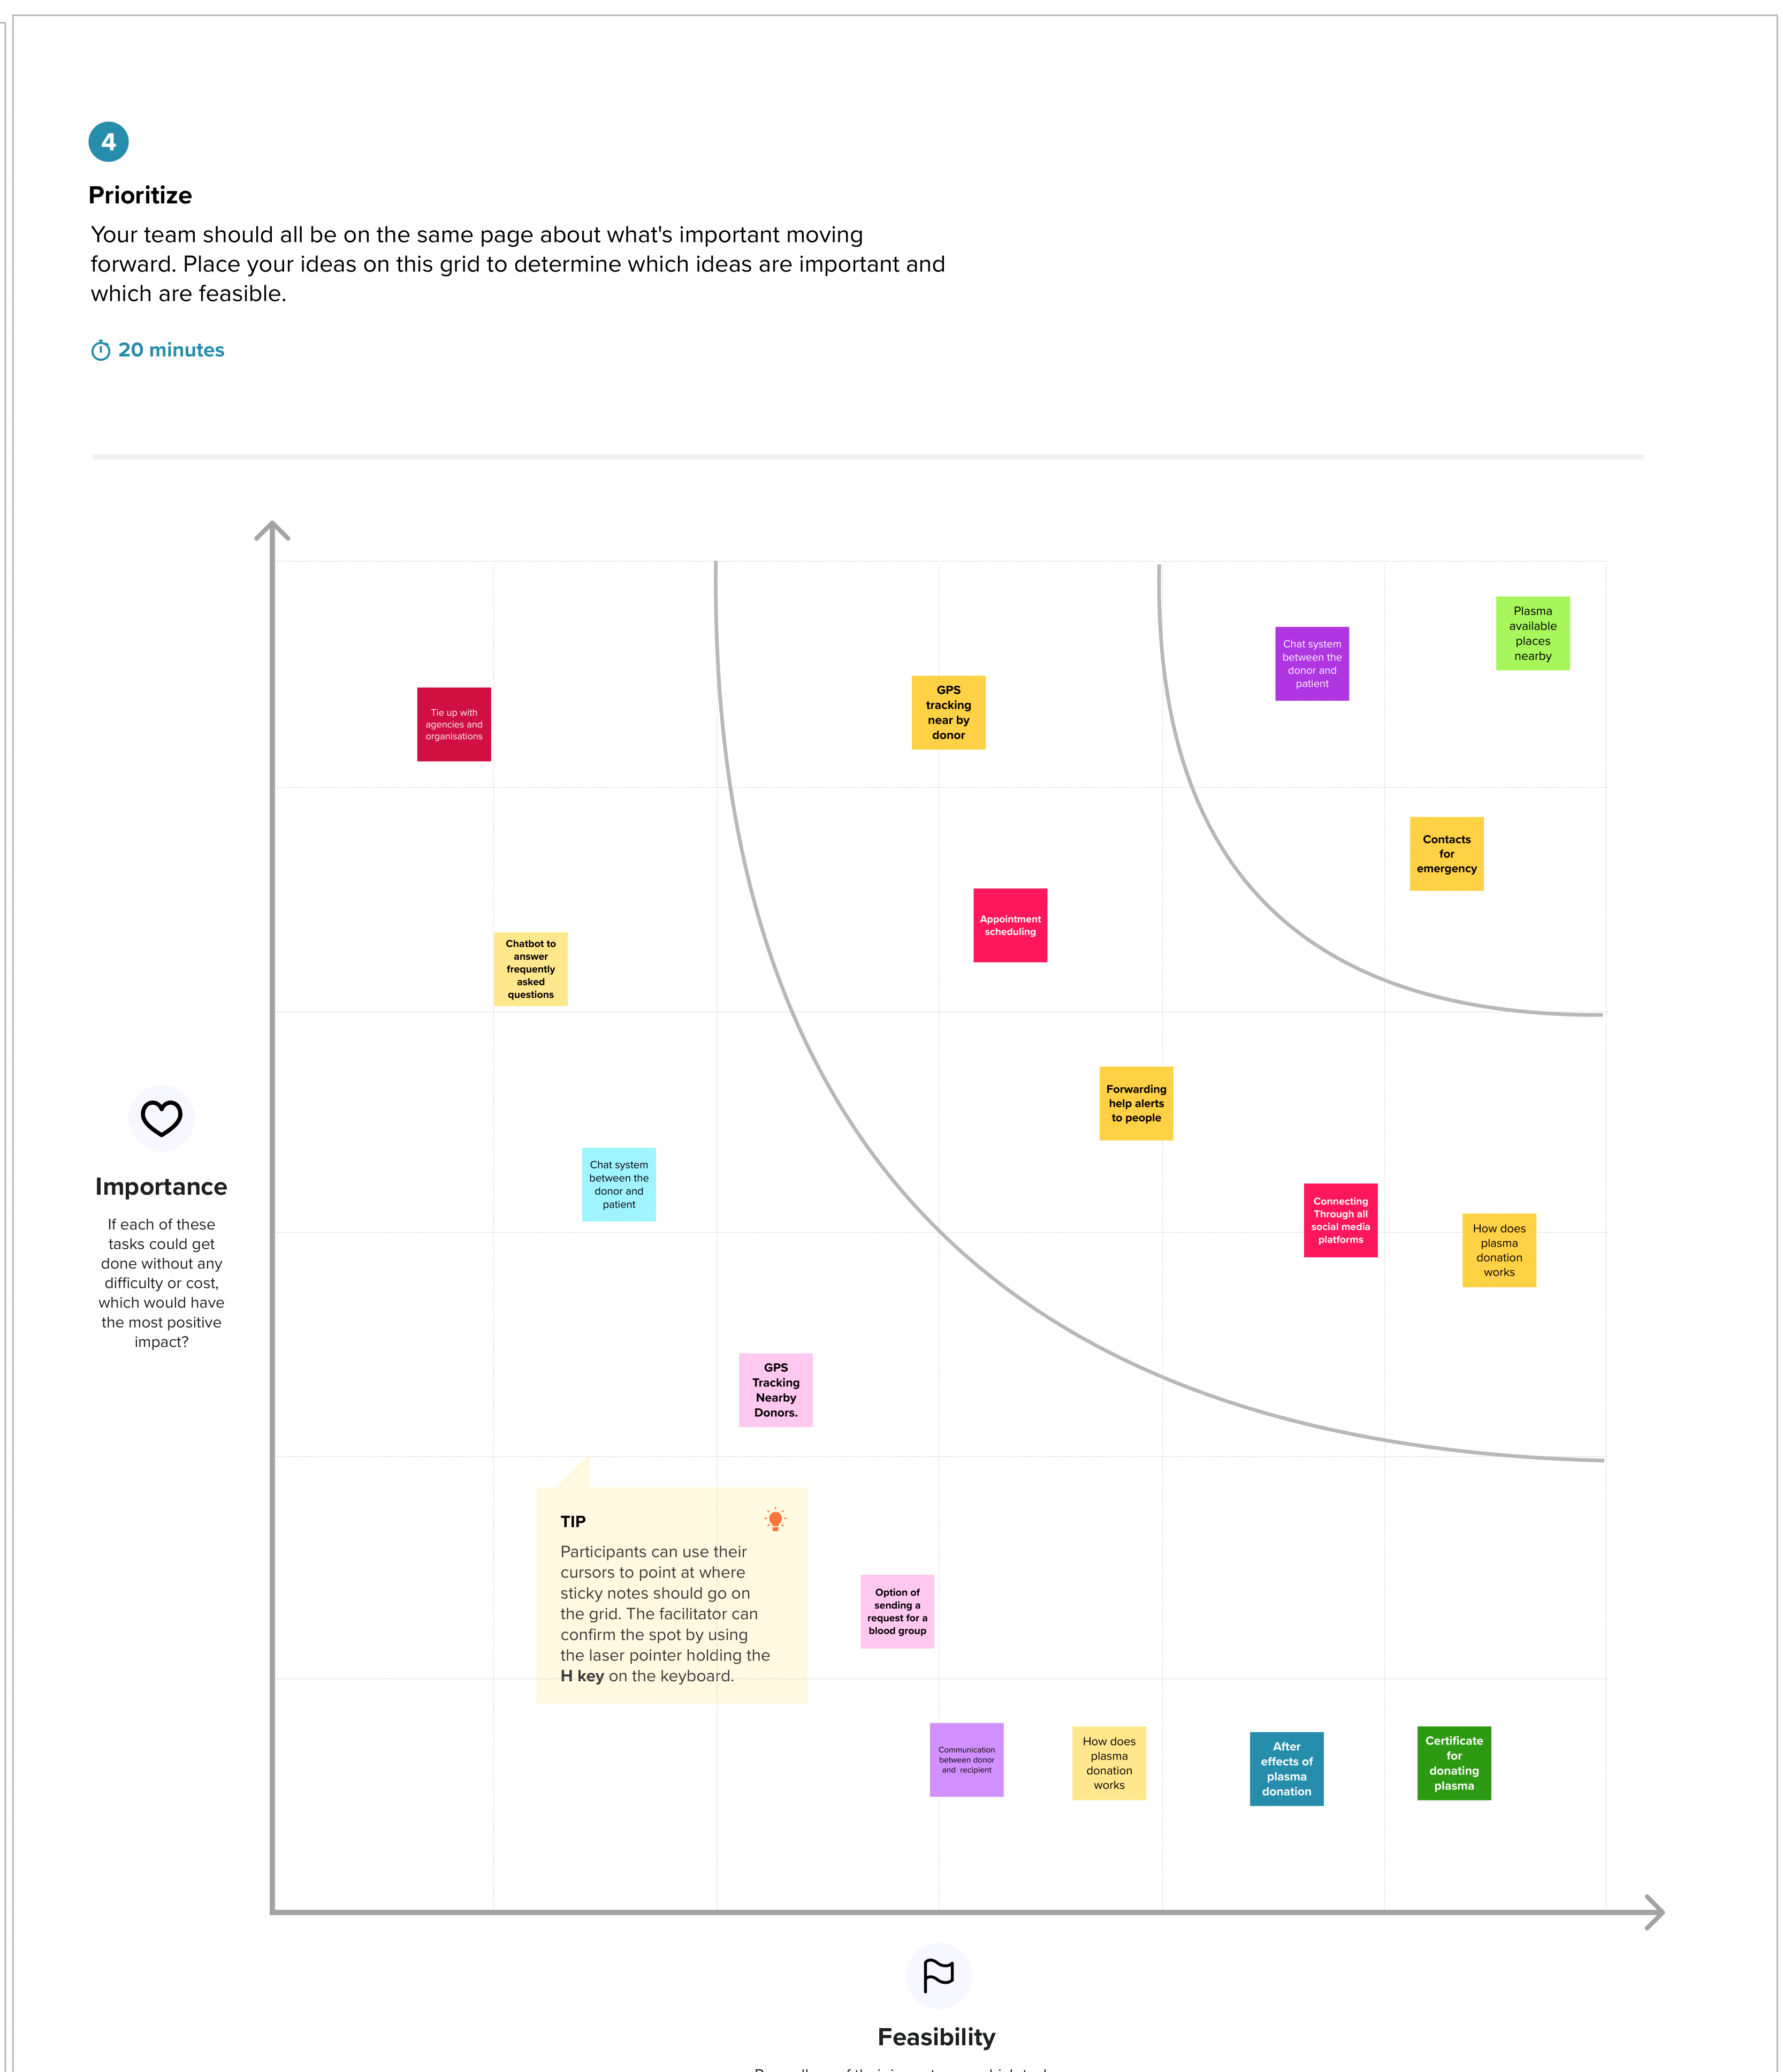 4
Prioritize
Your team should all be on the same page about what's important moving
forward. Place your ideas on this grid to determine which ideas are important and
which are feasible.
20 minutes
Plasma
available
places
nearby
Chat system
between the
donor and
patient
GPS
tracking
near by
donor
Tie up with
agencies and
organisations
Contacts
for
emergency
Appointment
scheduling
Chatbot to
answer
frequently
asked
questions
Forwarding
help alerts
to people
Chat system
between the
donor and
patient
Connecting
Through all
social media
platforms
How does
plasma
donation
works
Importance
If each of these
tasks could get
done without any
difficulty or cost,
which would have
the most positive
impact?
GPS
Tracking
Nearby
Donors.
TIP
Participants can use their
cursors to point at where
sticky notes should go on
the grid. The facilitator can
confirm the spot by using
the laser pointer holding the
H key on the keyboard.
Option of
sending a
request for a
blood group
Communication
between donor
and recipient
How does
plasma
donation
works
After
effects of
plasma
donation
Certificate
for
donating
plasma
Feasibility